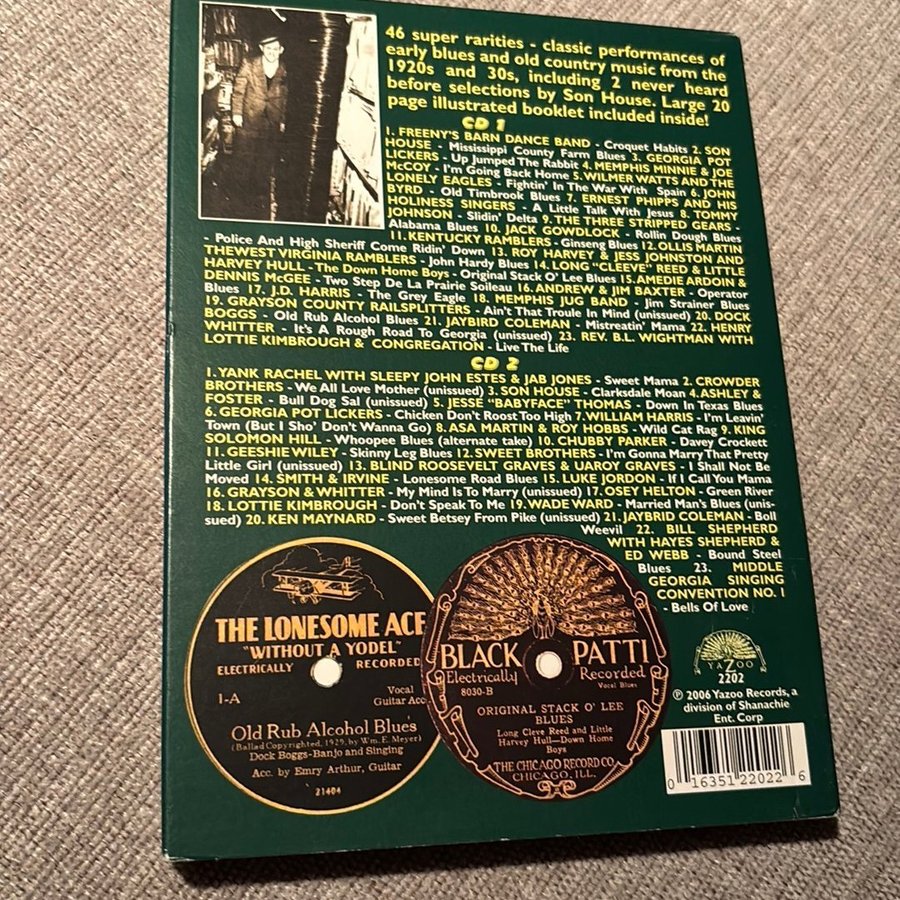 46 super rarities - classic performances of
early blues and old country music from the
1920s and 30s, including 2 never heard
before selections by Son House. Large 20
page illustrated booklet included inside!
CD 1
1. FREENY'S BARN DANCE BAND - Croquet Habits 2. SON
HOUSE - Mississippi County Farm Blues 3. GEORGIA POT
LICKERS - Up Jumped The Rabbit 4. MEMPHIS MINNIE & JOE
McCOY - I'm Going Back Home 5. WILMER WATTS AND THE
LONELY EAGLES - Fightin' In The War With Spain 6. JOHN
BYRD - Old Timbrook Blues 7. ERNEST PHIPPS AND HIS
HOLINESS SINGERS - A Little Talk With Jesus 8. TOMMY
JOHNSON - Slidin' Delta 9. THE THREE STRIPPED GEARS -
Alabama Blues 10. JACK GOWDLOCK - Rollin Dough Blues
11. KENTUCKY RAMBLERS - Ginseng Blues 12. OLLIS MARTIN
- Police And High Sheriff Come Ridin' Down 13. ROY HARVEY & JESS JOHNSTON AND
THEWEST VIRGINIA RAMBLERS - John Hardy Blues 14. LONG "CLEEVE" REED & LITTLE
HARVEY HULL - The Down Home Boys - Original Stack O' Lee Blues 15. AMEDIE ARDOIN &
DENNIS McGEE - Two Step De La Prairie Soileau 16. ANDREW & JIM BAXTER - Operator
Blues 17. J.D. HARRIS - The Grey Eagle 18. MEMPHIS JUG BAND - Jim Strainer Blues
19. GRAYSON COUNTY RAILSPLITTERS - Ain't That Troule In Mind (unissued) 20. DOCK
BOGGS - Old Rub Alcohol Blues 21. JAYBIRD COLEMAN - Mistreatin' Mama 22. HENRY
WHITTER - It's A Rough Road To Georgia (unissued) 23. REV. B.L. WIGHTMAN WITH
LOTTIE KIMBROUGH & CONGREGATION - Live The Life
CD 2
1. YANK RACHEL WITH SLEEPY JOHN ESTES & JAB JONES - Sweet Mama 2. CROWDER
BROTHERS - We All Love Mother (unissued) 3. SON HOUSE - Clarksdale Moan 4. ASHLEY &
FOSTER - Bull Dog Sal (unissued) 5. JESSE "BABYFACE" THOMAS - Down In Texas Blues
6. GEORGIA POT LICKERS - Chicken Don't Roost Too High 7. WILLIAM HARRIS - I'm Leavin'
Town (But I Sho' Don't Wanna Go) 8. ASA MARTIN & ROY HOBBS - Wild Cat Rag 9. KING
SOLOMON HILL - Whoopee Blues (alternate take) 10. CHUBBY PARKER - Davey Crockett
11. GEESHIE WILEY - Skinny Leg Blues 12. SWEET BROTHERS - I'm Gonna Marry That Pretty
Little Girl (unissued) 13. BLIND ROOSEVELT GRAVES & UAROY GRAVES - I Shall Not Be
Moved 14. SMITH & IRVINE - Lonesome Road Blues 15. LUKE JORDON - If I Call You Mama
16. GRAYSON & WHITTER - My Mind Is To Marry (unissued) 17. OSEY HELTON - Green River
18. LOTTIE KIMBROUGH - Don't Speak To Me 19. WADE WARD - Married Man's Blues (unis-
sued) 20. KEN MAYNARD - Sweet Betsey From Pike (unissued) 21. JAYBRID COLEMAN - Boll
Weevil 22. BILL SHEPHERD
WITH HAYES SHEPHERD &
ED WEBB - Bound Steel
Blues 23. MIDDLE
GEORGIA SINGING
CONVENTION NO. 1
- Bells Of Love
THE LONESOME ACE
"WITHOUT A YODEL"
ELECTRICALLY RECORDED
1-A
Vocal
Guitar Acc
Old Rub Alcohol Blues
(Ballad Copyrighted, 1929, by Wm. E. Meyer)
Dock Boggs-Banjo and Singing
Acc. by Emry Arthur, Guitar
21404
BLACK PATTI
Electrically Recorded
8030-B
Vocal Blues
ORIGINAL STACK O' LEE
BLUES
Long Cleve Reed and Little
Harvey Hull—Down Home
Boys
THE CHICAGO RECORD CO.
CHICAGO, ILL.
YAZOO
2202
℗ 2006 Yazoo Records, a
division of Shanachie
Ent. Corp
0 16351 22022 6